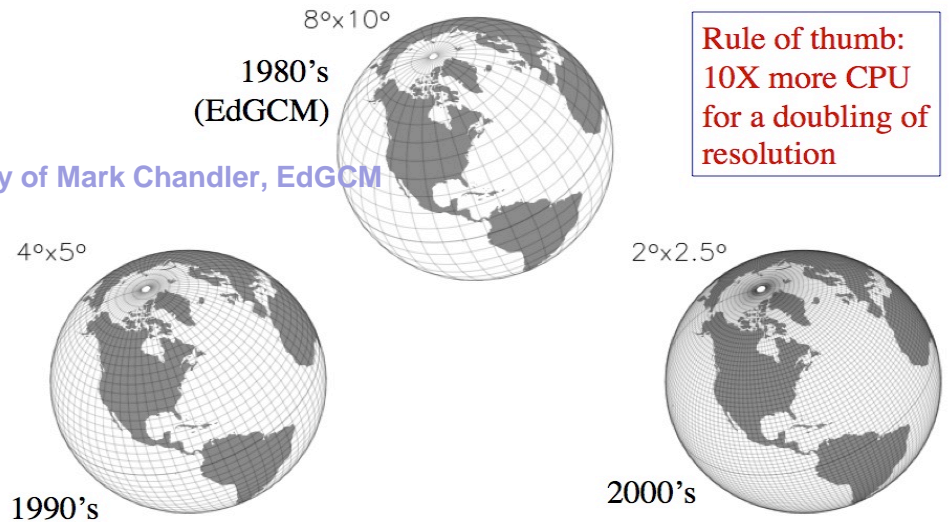 8°x10°
1980's
(EdGCM)
Rule of thumb:
10X more CPU
for a doubling of
resolution
y of Mark Chandler, EdGCM
4°x5°
1990's
2°x2.5°
2000's